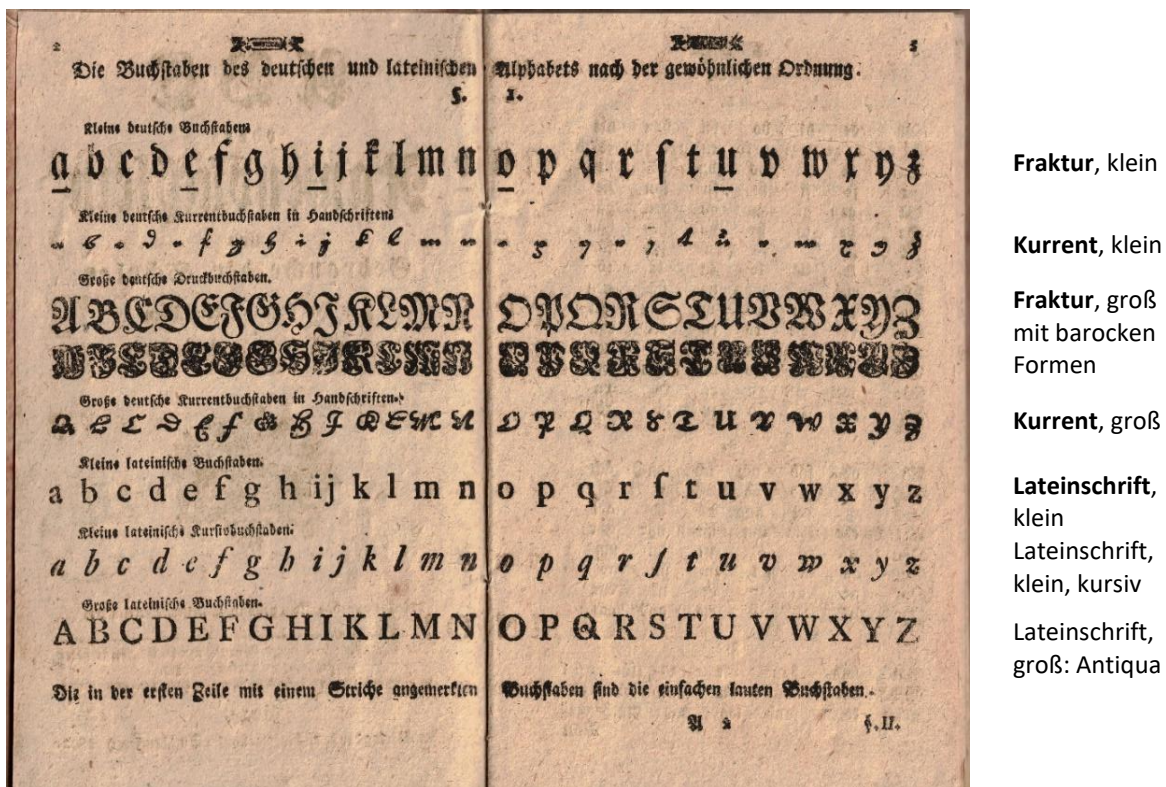 2
3
Die Buchstaben des deutschen und lateinischen Alphabets nach der gewöhnlichen Ordnung.
§. 1.
Kleine deutsche Buchstaben.
a b c d e f g h i j k l m n o p q r ſ t u v w x y z
Fraktur, klein
Kleine deutsche Kurrentbuchstaben in Handschriften.
a b c d e f g h i j k l m n o p q r ſ t u v w x y z
Kurrent, klein
Große deutsche Druckbuchstaben.
A B C D E F G H I K L M N O P Q R S T U V W X Y Z
A B C D E F G H I K L M N O P Q R S T U V W X Y Z
Fraktur, groß
mit barocken
Formen
Große deutsche Kurrentbuchstaben in Handschriften.
A B C D E F G H I K L M N O P Q R S T U V W X Y Z
Kurrent, groß
Kleine lateinische Buchstaben.
a b c d e f g h ij k l m n o p q r ſ t u v w x y z
Lateinschrift,
klein
Kleine lateinische Kursivbuchstaben.
a b c d e f g h i j k l m n o p q r ſ t u v w x y z
Lateinschrift,
klein, kursiv
Große lateinische Buchstaben.
A B C D E F G H I K L M N O P Q R S T U V W X Y Z
Lateinschrift,
groß: Antiqua
Die in der ersten Zeile mit einem Striche angemerkten Buchstaben sind die einfachen lauten Buchstaben.
A 2
§. II.